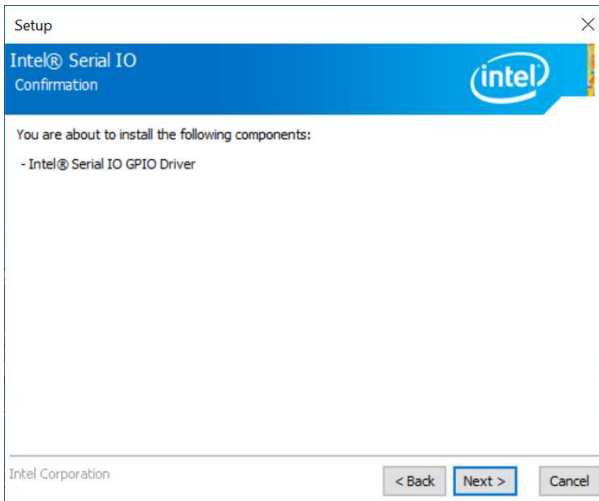 Setup
Intel® Serial IO
Confirmation
intel
You are about to install the following components:
- Intel® Serial IO GPIO Driver
Intel Corporation
< Back
Next >
Cancel